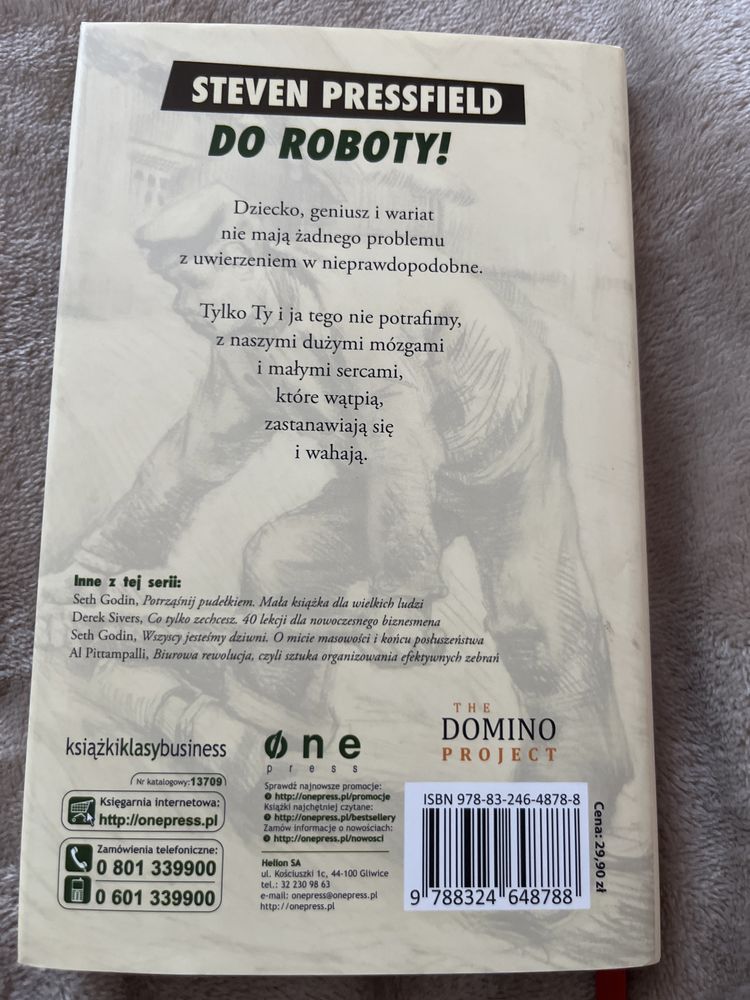 STEVEN PRESSFIELD
DO ROBOTY!
Dziecko, geniusz i wariat
nie mają żadnego problemu
z uwierzeniem w nieprawdopodobne.
Tylko Ty i ja tego nie potrafimy,
z naszymi dużymi mózgami
i małymi sercami,
które wątpią,
zastanawiają się
i wahają.
Inne z tej serii:
Seth Godin, Potrząśnij pudełkiem. Mała książka dla wielkich ludzi
Derek Sivers, Co tylko zechcesz. 40 lekcji dla nowoczesnego biznesmena
Seth Godin, Wszyscy jesteśmy dziwni. O micie masowości i końcu posłuszeństwa
Al Pittampalli, Biurowa rewolucja, czyli sztuka organizowania efektywnych zebrań
książkiklasybusiness
Nr katalogowy:13709
Księgarnia internetowa:
http://onepress.pl
Zamówienia telefoniczne:
0 801 339900
0 601 339900
one
press
Sprawdź najnowsze promocje:
http://onepress.pl/promocje
Książki najchętniej czytane:
http://onepress.pl/bestsellery
Zamów informacje o nowościach:
http://onepress.pl/nowosci
Helion SA
ul. Kościuszki 1c, 44-100 Gliwice
tel.: 32 230 98 63
e-mail: onepress@onepress.pl
http://onepress.pl
THE
DOMINO
PROJECT
ISBN 978-83-246-4878-8
9 788324 648788
Cena: 29,90 zł